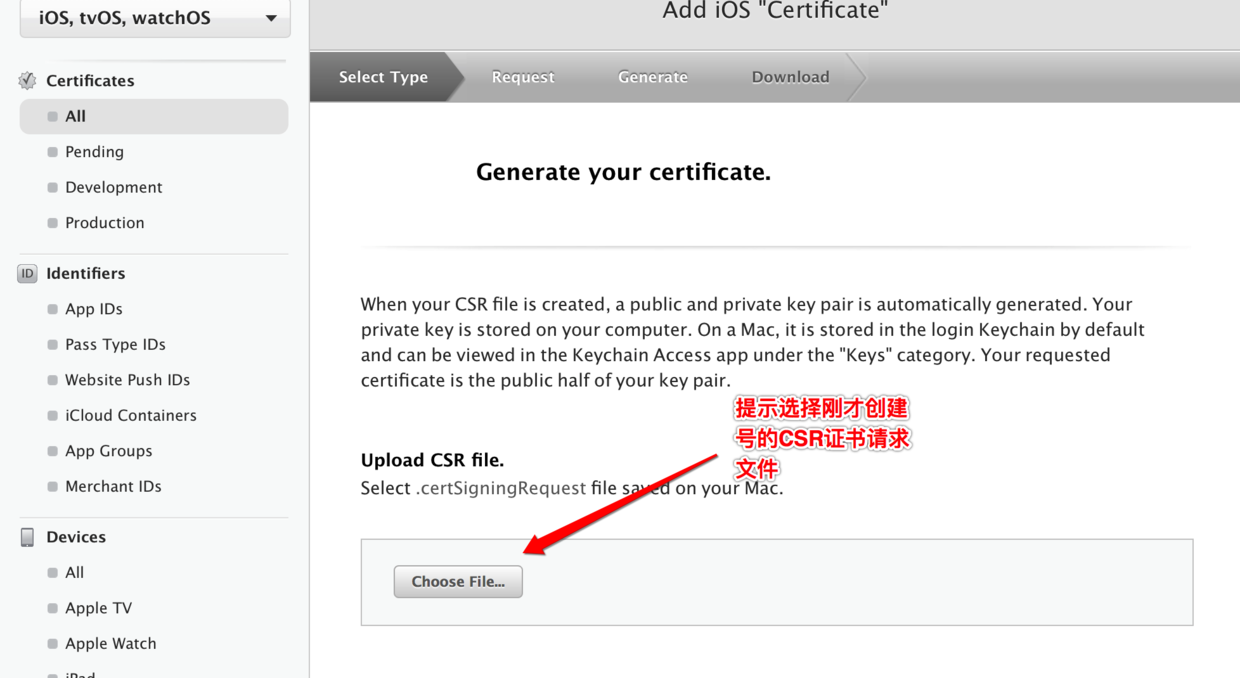 iOS, tvOS, watchOS
Add iOS "Certificate"
Select Type
Request
Generate
Download
Certificates
All
Pending
Development
Production
ID
Identifiers
App IDs
Pass Type IDs
Website Push IDs
iCloud Containers
App Groups
Merchant IDs
Devices
All
Apple TV
Apple Watch
iPad
Generate your certificate.
When your CSR file is created, a public and private key pair is automatically generated. Your
private key is stored on your computer. On a Mac, it is stored in the login Keychain by default
and can be viewed in the Keychain Access app under the "Keys" category. Your requested
certificate is the public half of your key pair.
提示选择刚才创建
号的CSR证书请求
文件
Upload CSR file.
Select .certSigningRequest file saved on your Mac.
Choose File...